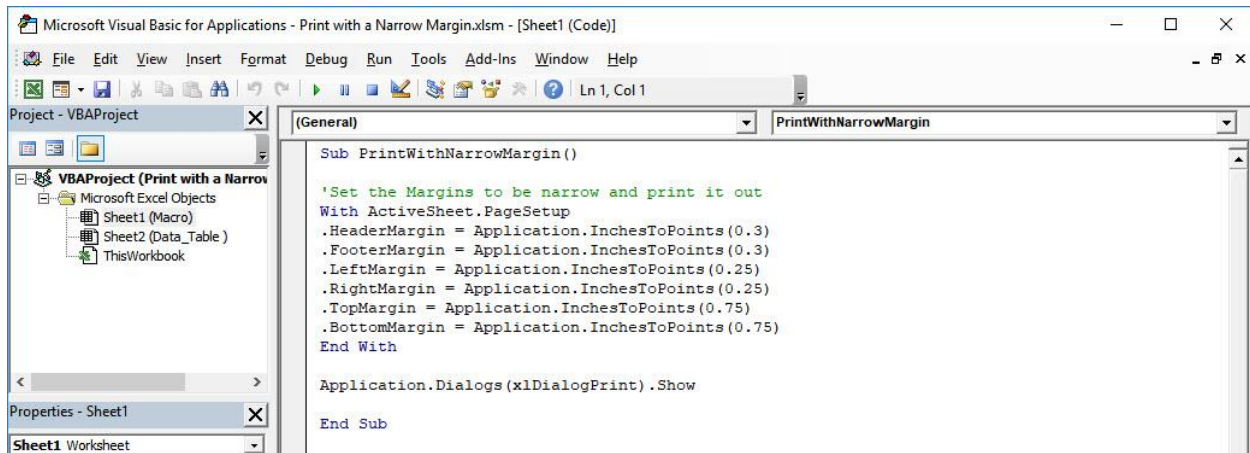 Microsoft Visual Basic for Applications - Print with a Narrow Margin.xlsm - [Sheet1 (Code)]
File Edit View Insert Format Debug Run Tools Add-Ins Window Help
Ln 1, Col 1
Project - VBAProject
VBAProject (Print with a Narrow
Microsoft Excel Objects
Sheet1 (Macro)
Sheet2 (Data_Table )
ThisWorkbook
Properties - Sheet1
Sheet1 Worksheet
(General) PrintWithNarrowMargin
Sub PrintWithNarrowMargin()
'Set the Margins to be narrow and print it out
With ActiveSheet.PageSetup
.HeaderMargin = Application.InchesToPoints(0.3)
.FooterMargin = Application.InchesToPoints(0.3)
.LeftMargin = Application.InchesToPoints(0.25)
.RightMargin = Application.InchesToPoints(0.25)
.TopMargin = Application.InchesToPoints(0.75)
.BottomMargin = Application.InchesToPoints(0.75)
End With
Application.Dialogs(xlDialogPrint).Show
End Sub